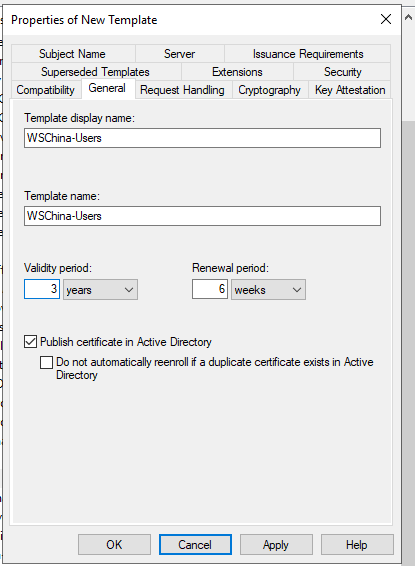 Properties of New Template
Subject Name
Server
Issuance Requirements
Superseded Templates
Extensions
Security
Compatibility
General
Request Handling
Cryptography
Key Attestation
Template display name:
WSChina-Users
Template name:
WSChina-Users
Validity period:
Renewal period:
3 years
6 weeks
Publish certificate in Active Directory
Do not automatically reenroll if a duplicate certificate exists in Active
Directory
OK
Cancel
Apply
Help